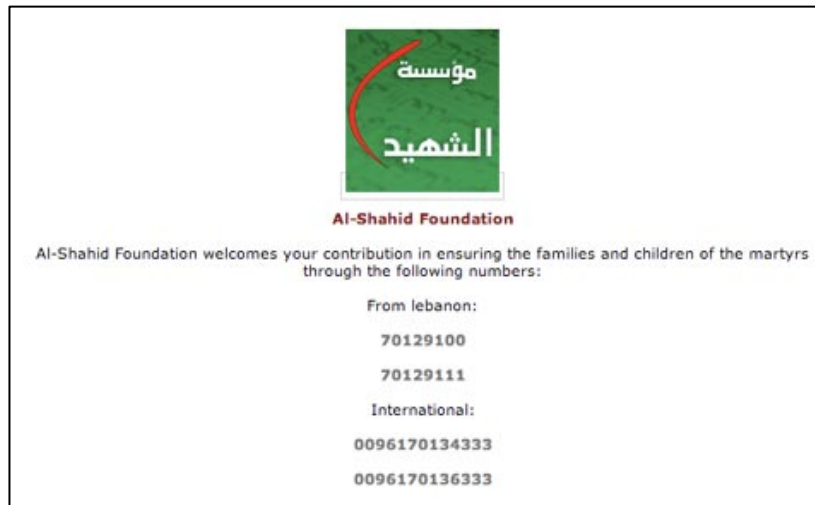 مؤسسة
الشهيد
Al-Shahid Foundation
Al-Shahid Foundation welcomes your contribution in ensuring the families and children of the martyrs
through the following numbers:
From lebanon:
70129100
70129111
International:
0096170134333
0096170136333